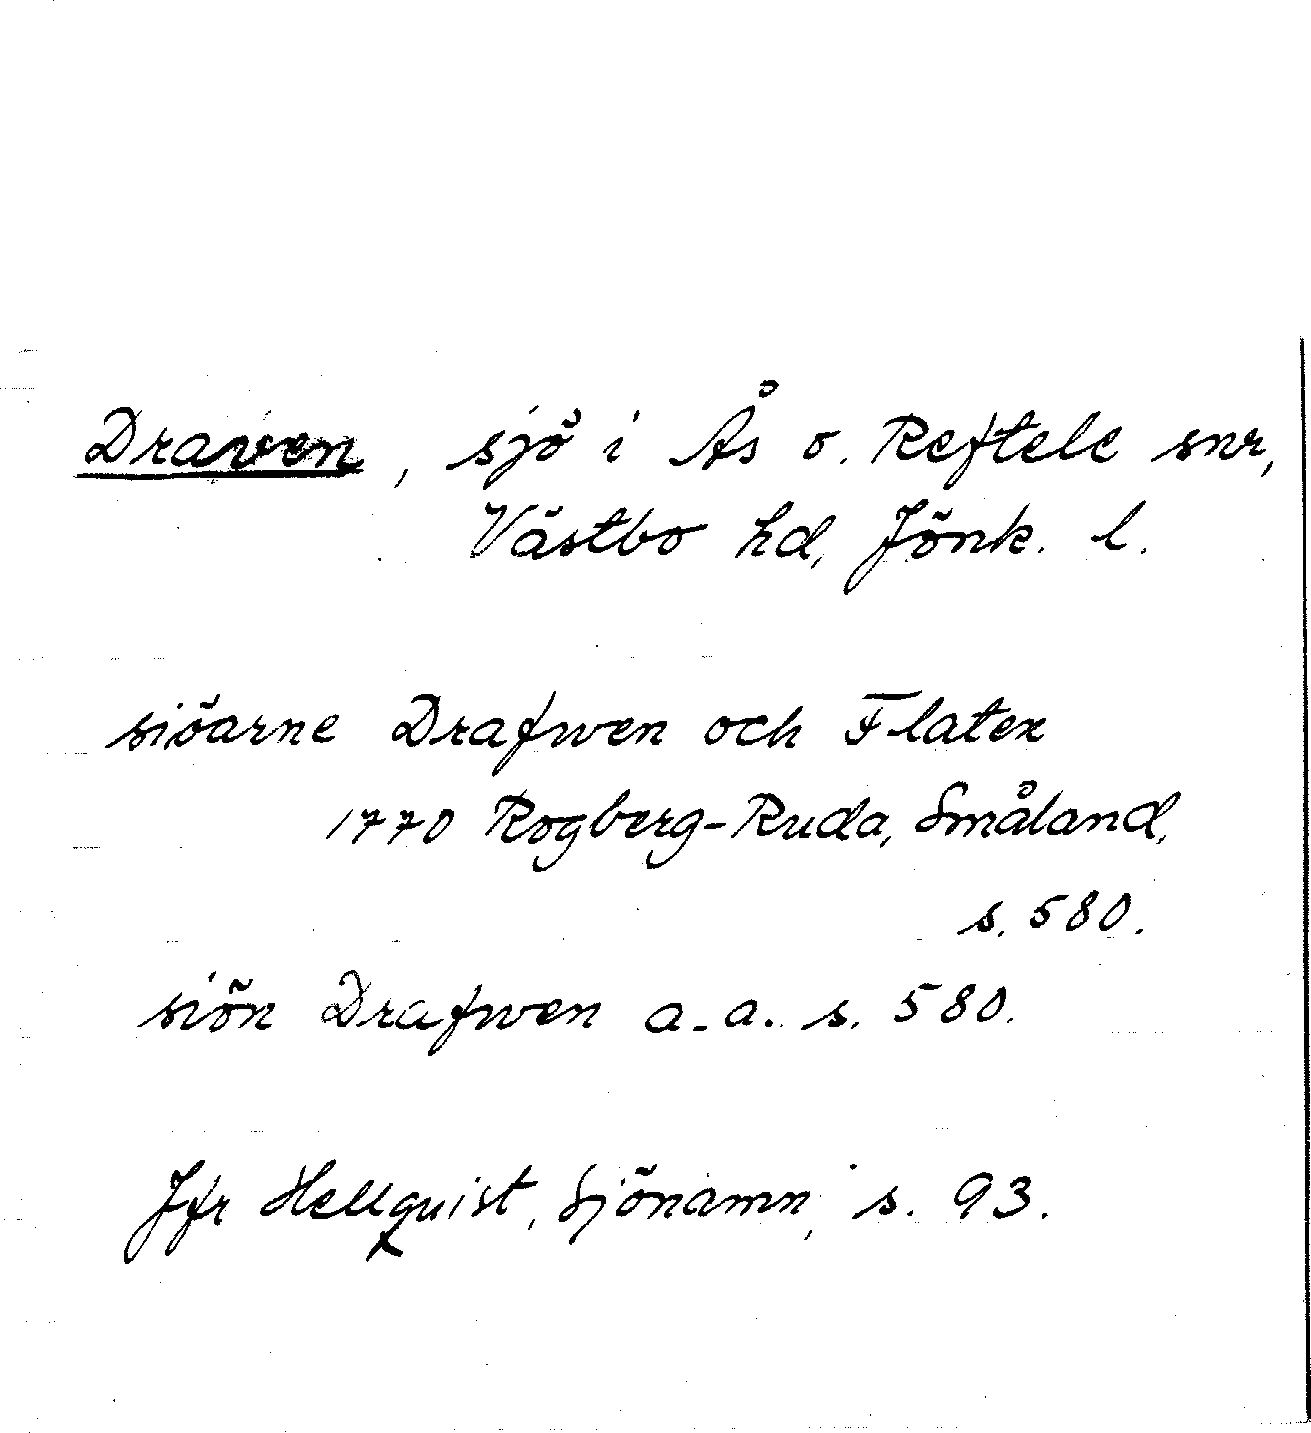 Draven, sjö i Ås o. Reftele snr,
Västbo hd, Jönk. l.
siöarne Drafwen och Flaten
1770 Rogberg-Ruda, Småland,
s. 580.
siön Drafwen a.a. s. 580.
Jfr Hellquist, Sjönamn, s. 93.